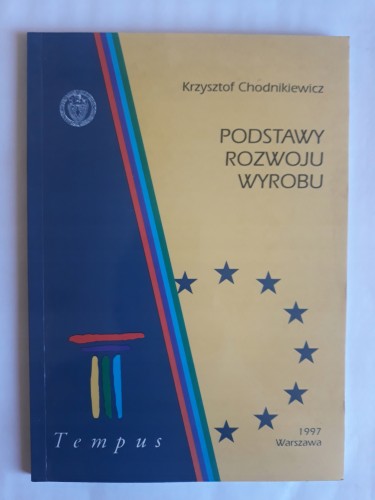 Krzysztof Chodnikiewicz
PODSTAWY
ROZWOJU
WYROBU
Tempus
1997
Warszawa